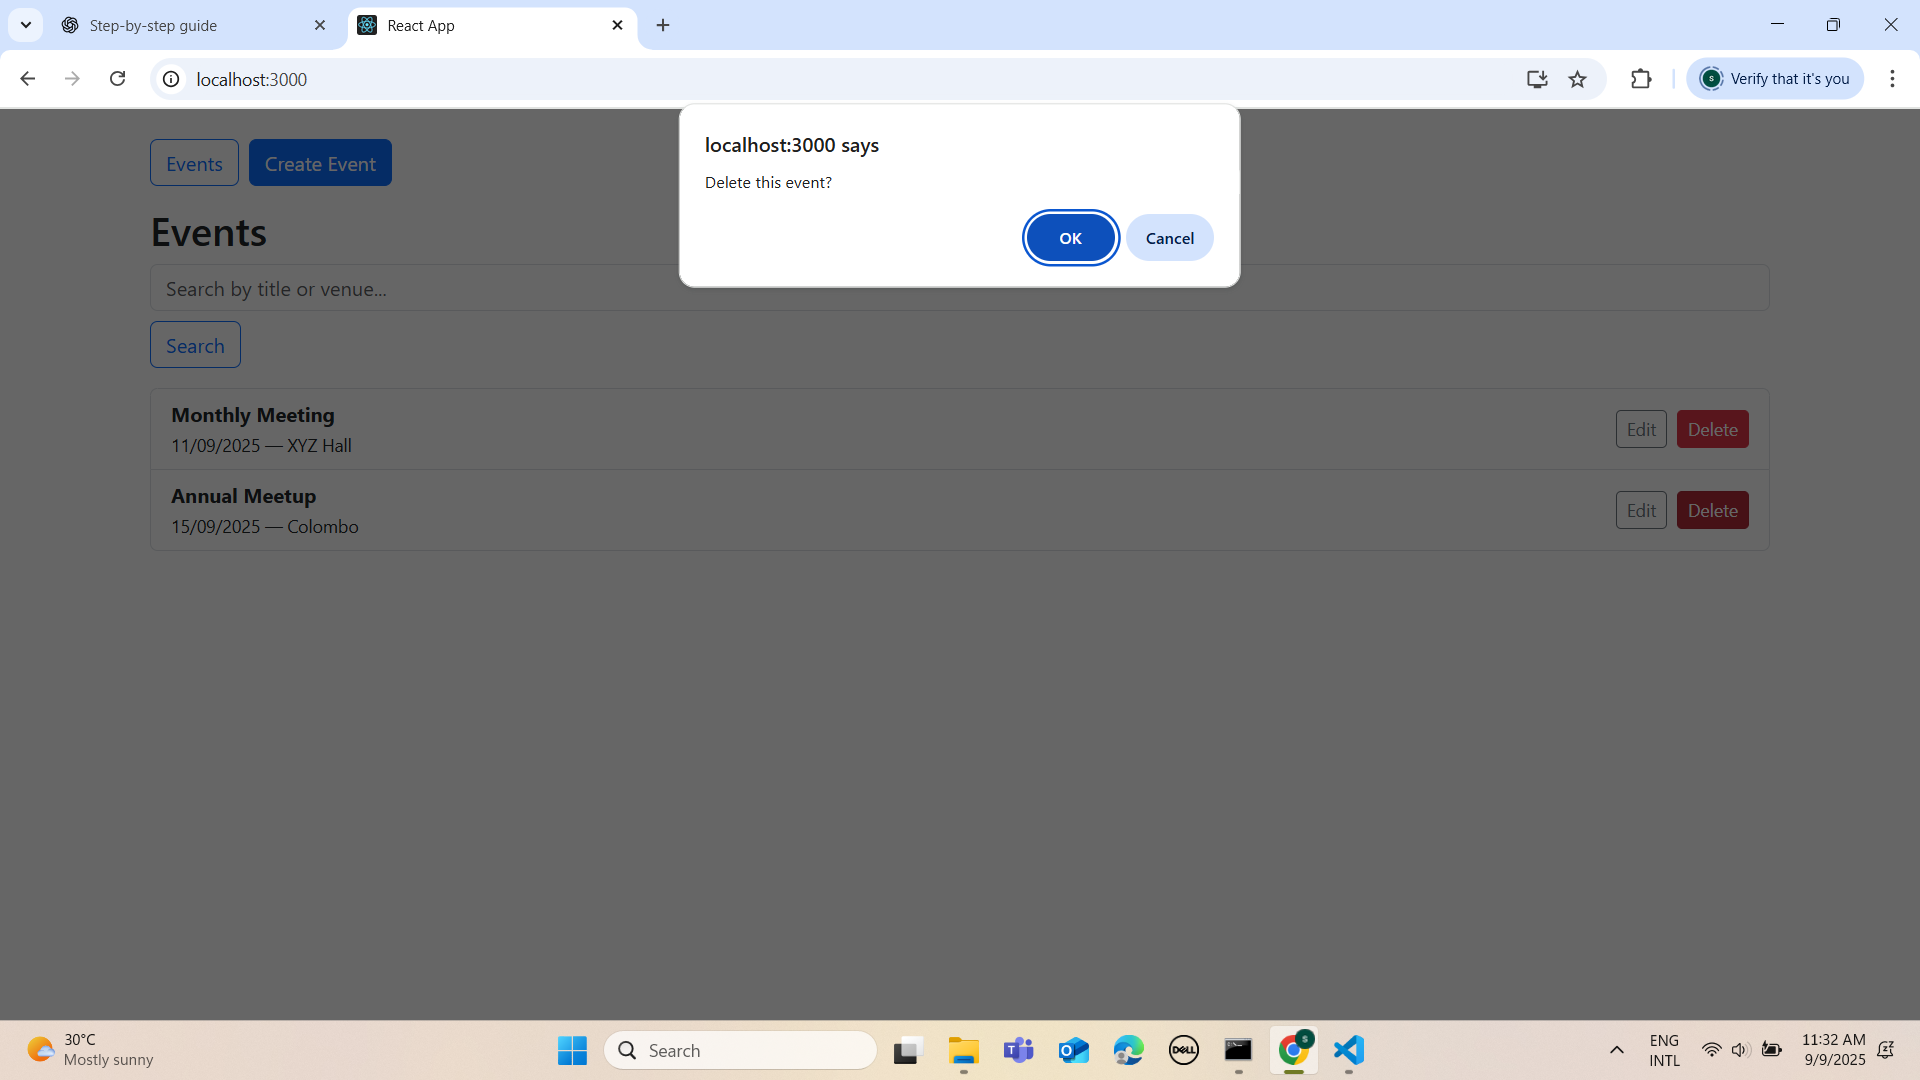 Step-by-step guide
React App
localhost:3000
S
Verify that it's you
localhost:3000 says
Delete this event?
OK
Cancel
Events
Create Event
Events
Search by title or venue...
Search
Monthly Meeting
11/09/2025 — XYZ Hall
Edit
Delete
Annual Meetup
15/09/2025 — Colombo
Edit
Delete
30°C
Mostly sunny
Search
DELL
S
ENG
INTL
11:32 AM
9/9/2025